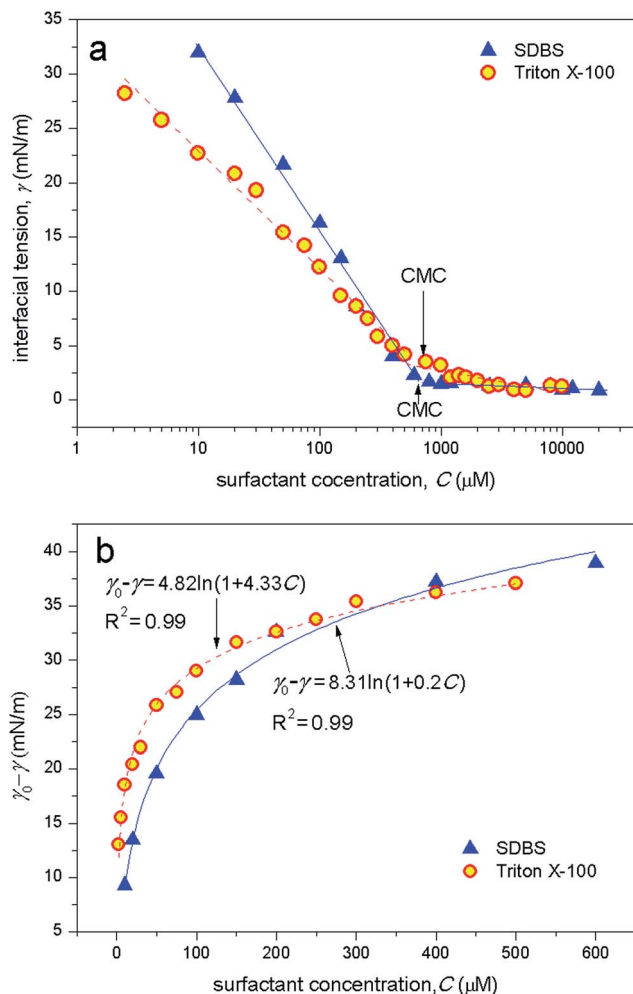 a
SDBS
Triton X-100
35
30
25
20
15
10
5
0
interfacial tension, γ (mN/m)
CMC
CMC
1
10
100
1000
10000
surfactant cocentration, C (μM)
b
γ₀-γ=4.82ln(1+4.33C)
R²=0.99
γ₀-γ=8.31ln(1+0.2C)
R²=0.99
SDBS
Triton X-100
40
35
30
25
20
15
10
5
γ₀-γ (mN/m)
0
100
200
300
400
500
600
surfactant concentration,C (μM)